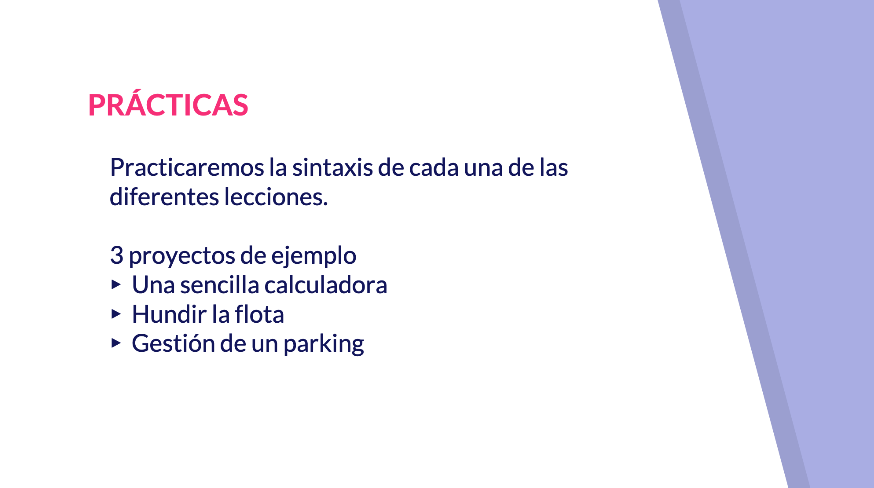 PRÁCTICAS
Practicaremos la sintaxis de cada una de las
diferentes lecciones.
3 proyectos de ejemplo
‣ Una sencilla calculadora
‣ Hundir la flota
‣ Gestión de un parking